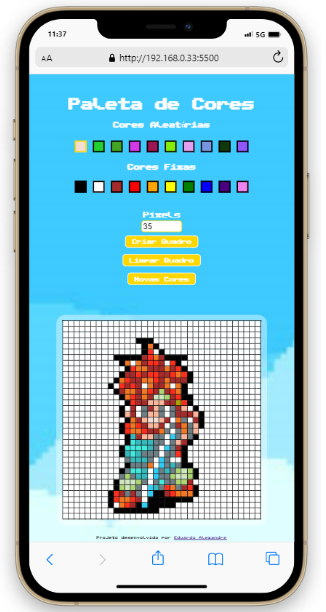 11:37
5G
AA http://192.168.0.33:5500
Paleta de Cores
Cores Aleatórias
Cores Fixas
Pixels
35
Criar Quadro
Limpar Quadro
Novas Cores
Projeto desenvolvido por Eduardo Alexandre